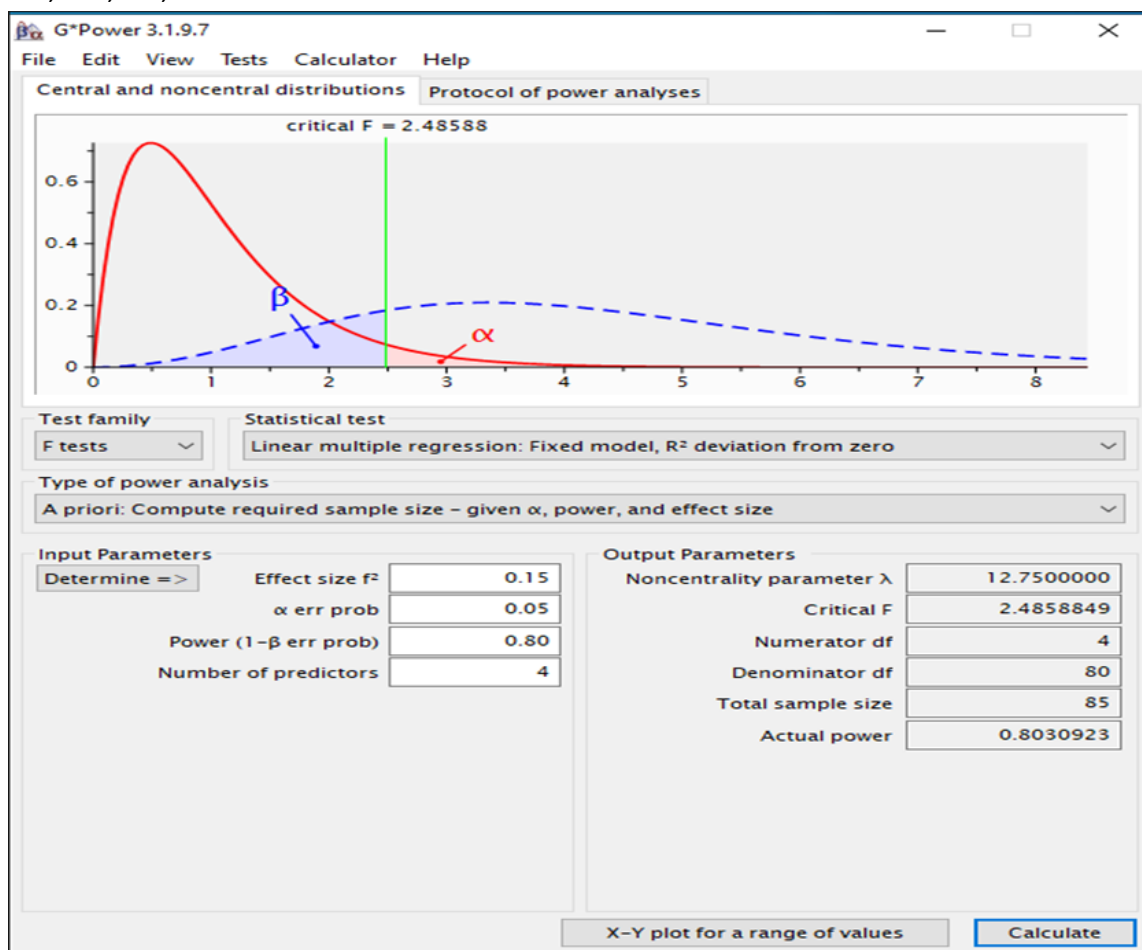 G*Power 3.1.9.7
File Edit View Tests Calculator Help
Central and noncentral distributions Protocol of power analyses
critical F = 2.48588
0.6
0.4
0.2
0
β
α
0 1 2 3 4 5 6 7 8
Test family Statistical test
F tests Linear multiple regression: Fixed model, R² deviation from zero
Type of power analysis
A priori: Compute required sample size – given α, power, and effect size
Input Parameters Output Parameters
Determine => Effect size f² 0.15 Noncentrality parameter λ 12.7500000
α err prob 0.05 Critical F 2.4858849
Power (1-β err prob) 0.80 Numerator df 4
Number of predictors 4 Denominator df 80
Total sample size 85
Actual power 0.8030923
X-Y plot for a range of values Calculate